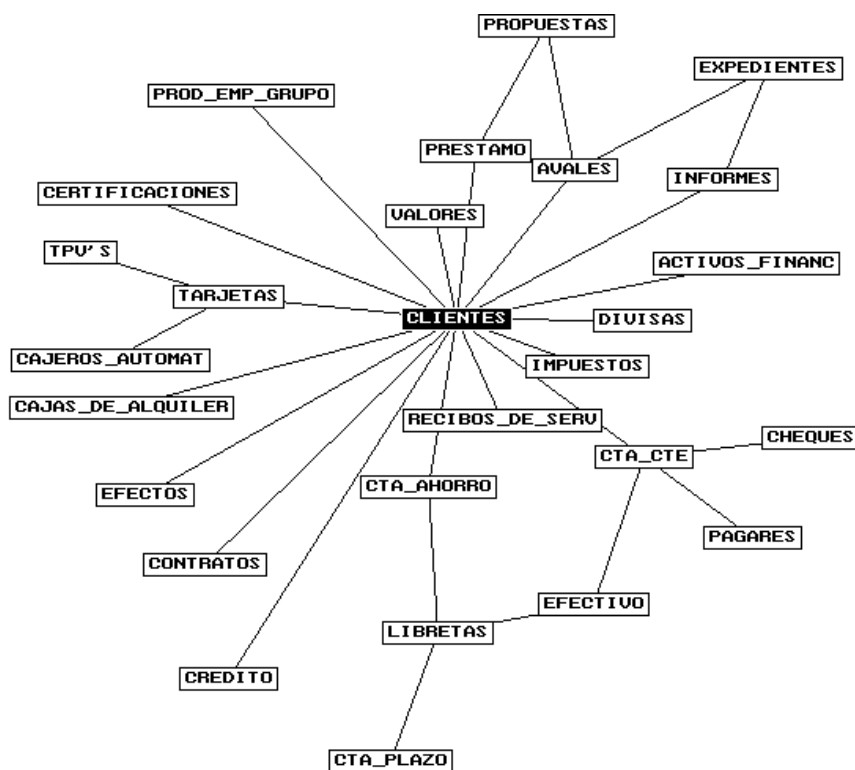 PROPUESTAS
EXPEDIENTES
PROD_EMP_GRUPO
PRESTAMO
AVALES
INFORMES
CERTIFICACIONES
VALORES
TPV'S
ACTIVOS_FINANC
TARJETAS
CLIENTES
DIVISAS
CAJEROS_AUTOMAT
IMPUESTOS
CAJAS_DE_ALQUILER
RECIBOS_DE_SERV
CHEQUES
CTA_CTE
CTA_AHORRO
EFECTOS
PAGARES
CONTRATOS
EFECTIVO
LIBRETAS
CREDITO
CTA_PLAZO